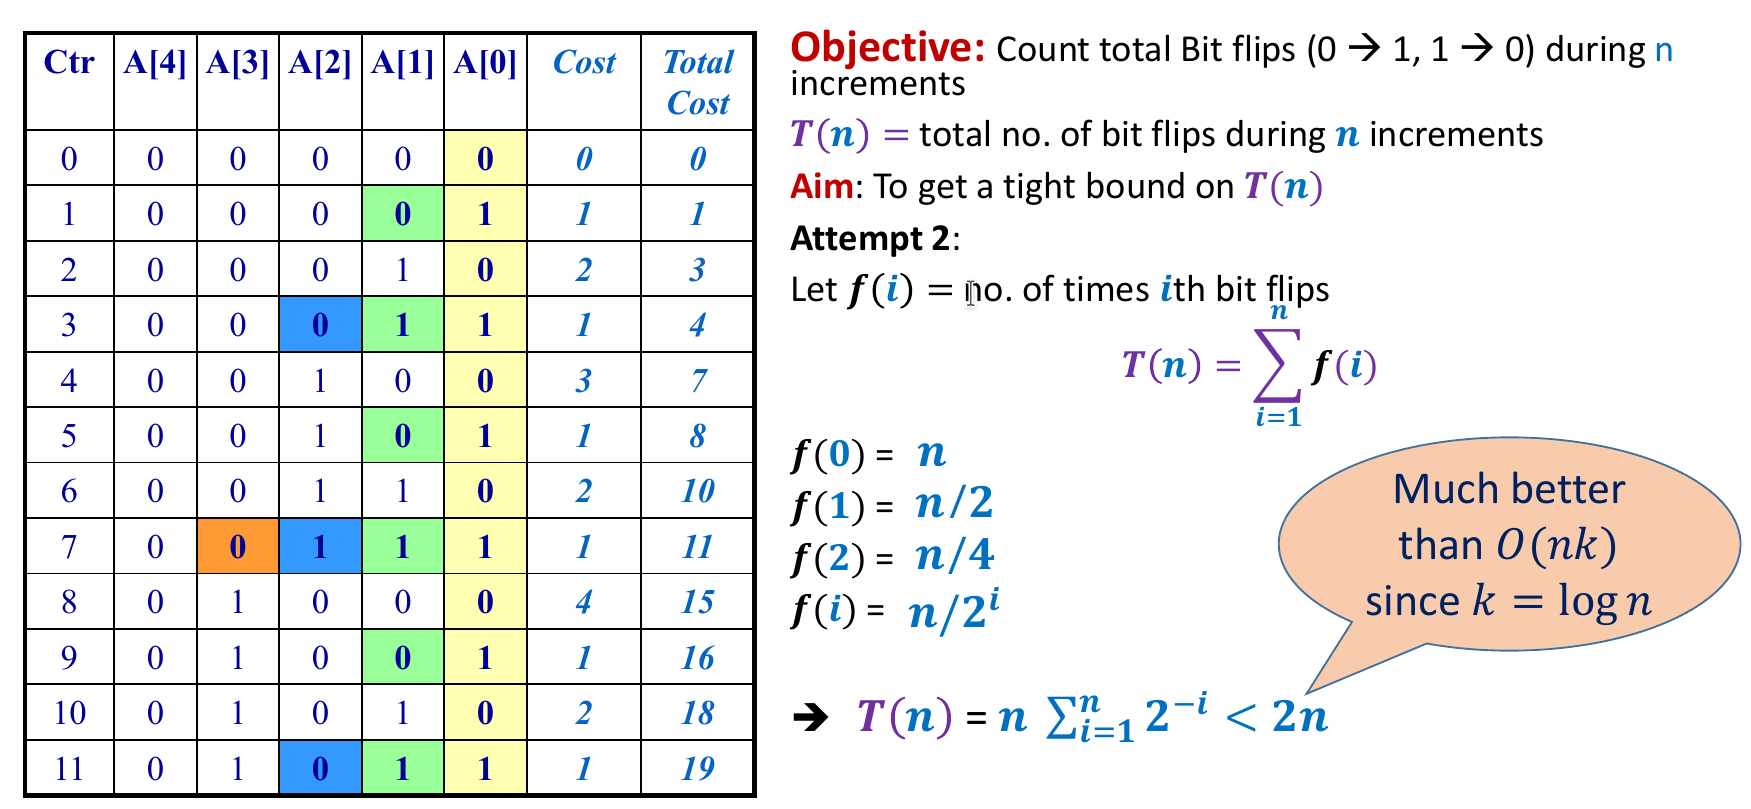 Ctr A[4] A[3] A[2] A[1] A[0] Cost Total Cost
0 0 0 0 0 0 0 0
1 0 0 0 0 1 1 1
2 0 0 0 1 0 2 3
3 0 0 0 1 1 1 4
4 0 0 1 0 0 3 7
5 0 0 1 0 1 1 8
6 0 0 1 1 0 2 10
7 0 0 1 1 1 1 11
8 0 1 0 0 0 4 15
9 0 1 0 0 1 1 16
10 0 1 0 1 0 2 18
11 0 1 0 1 1 1 19
Objective: Count total Bit flips (0 → 1, 1 → 0) during n
increments
T(n) = total no. of bit flips during n increments
Aim: To get a tight bound on T(n)
Attempt 2:
Let f(i) = no. of times ith bit flips
T(n) = ∑_{i=1}^{n} f(i)
f(0) = n
f(1) = n/2
f(2) = n/4
f(i) = n/2^i
➔ T(n) = n ∑_{i=1}^{n} 2^{-i} < 2n
Much better
than O(nk)
since k = log n